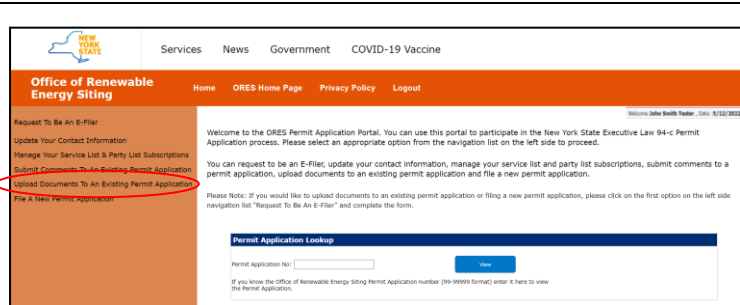 NEW
YORK
STATE
Services News Government COVID-19 Vaccine
Office of Renewable
Energy Siting
Home ORES Home Page Privacy Policy Logout
Welcome John Smith Tester , Date: 5/12/2022
Request To Be An E-Filer
Update Your Contact Information
Manage Your Service List & Party List Subscriptions
Submit Comments To An Existing Permit Application
Upload Documents To An Existing Permit Application
File A New Permit Application
Welcome to the ORES Permit Application Portal. You can use this portal to participate in the New York State Executive Law 94-c Permit
Application process. Please select an appropriate option from the navigation list on the left side to proceed.
You can request to be an E-Filer, update your contact information, manage your service list and party list subscriptions, submit comments to a
permit application, upload documents to an existing permit application and file a new permit application.
Please Note: If you would like to upload documents to an existing permit application or filing a new permit application, please click on the first option on the left side
navigation list "Request To Be An E-Filer" and complete the form.
Permit Application Lookup
Permit Application No:
View
If you know the Office of Renewable Energy Siting Permit Application number (99-99999 format) enter it here to view
the Permit Application.